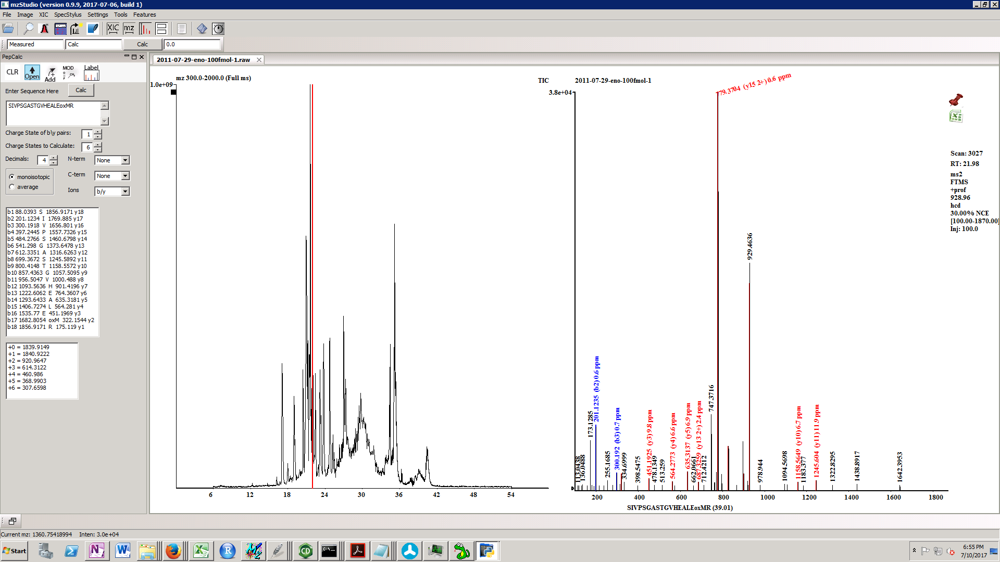 mzStudio (version 0.9.9, 2017-07-06, build 1)
File Image XIC SpecStylus Settings Tools Features
XIC mz
Measured Calc Calc 0.0
PepCalc
CLR Open Add MOD Label
Enter Sequence Here Calc
SIVPSGASTGVHEALEoxMR
Charge State of b\y pairs: 1
Charge States to Calculate: 6
Decimals: 4 N-term None
monoisotopic C-term None
average Ions b/y
b1 88.0393 S 1856.9171 y18
b2 201.1234 I 1769.885 y17
b3 300.1918 V 1656.801 y16
b4 397.2445 P 1557.7326 y15
b5 484.2766 S 1460.6798 y14
b6 541.298 G 1373.6478 y13
b7 612.3351 A 1316.6263 y12
b8 699.3672 S 1245.5892 y11
b9 800.4148 T 1158.5572 y10
b10 857.4363 G 1057.5095 y9
b11 956.5047 V 1000.488 y8
b12 1093.5636 H 901.4196 y7
b13 1222.6062 E 764.3607 y6
b14 1293.6433 A 635.3181 y5
b15 1406.7274 L 564.281 y4
b16 1535.77 E 451.1969 y3
b17 1682.8054 oxM 322.1544 y2
b18 1856.9171 R 175.119 y1
+0 = 1839.9149
+1 = 1840.9222
+2 = 920.9647
+3 = 614.3122
+4 = 460.986
+5 = 368.9903
+6 = 307.6598
2011-07-29-eno-100fmol-1.raw
mz 300.0-2000.0 (Full ms)
1.0e+09
TIC 2011-07-29-eno-100fmol-1
6 12 18 24 30 36 42 48 54
3.8e+04
779.3704 (y15 2+) 0.6 ppm
929.4636
747.3716
113.0438
136.0488
173.1285
201.1235 (b2) 0.6 ppm
255.1685
300.192 (b3) 0.7 ppm
334.6999
398.5475
451.1925 (y3) 9.8 ppm
478.1349
513.259
564.2773 (y4) 6.6 ppm
635.3137 (y5) 6.9 ppm
662.0661
687.3259 (y13 2+) 2.4 ppm
712.4212
978.944
1094.5698
1158.5649 (y10) 6.7 ppm
1183.377
1245.604 (y11) 11.9 ppm
1322.8295
1438.8917
1642.3953
200 400 600 800 1000 1200 1400 1600 1800
SIVPSGASTGVHEALEoxMR (39.01)
Scan: 3027
RT: 21.98
ms2
FTMS
+prof
928.96
hcd
30.00% NCE
[100.00-1870.00]
Inj: 100.0
Current mz: 1360.75418994 Inten: 3.0e+04
Start
6:55 PM
7/10/2017